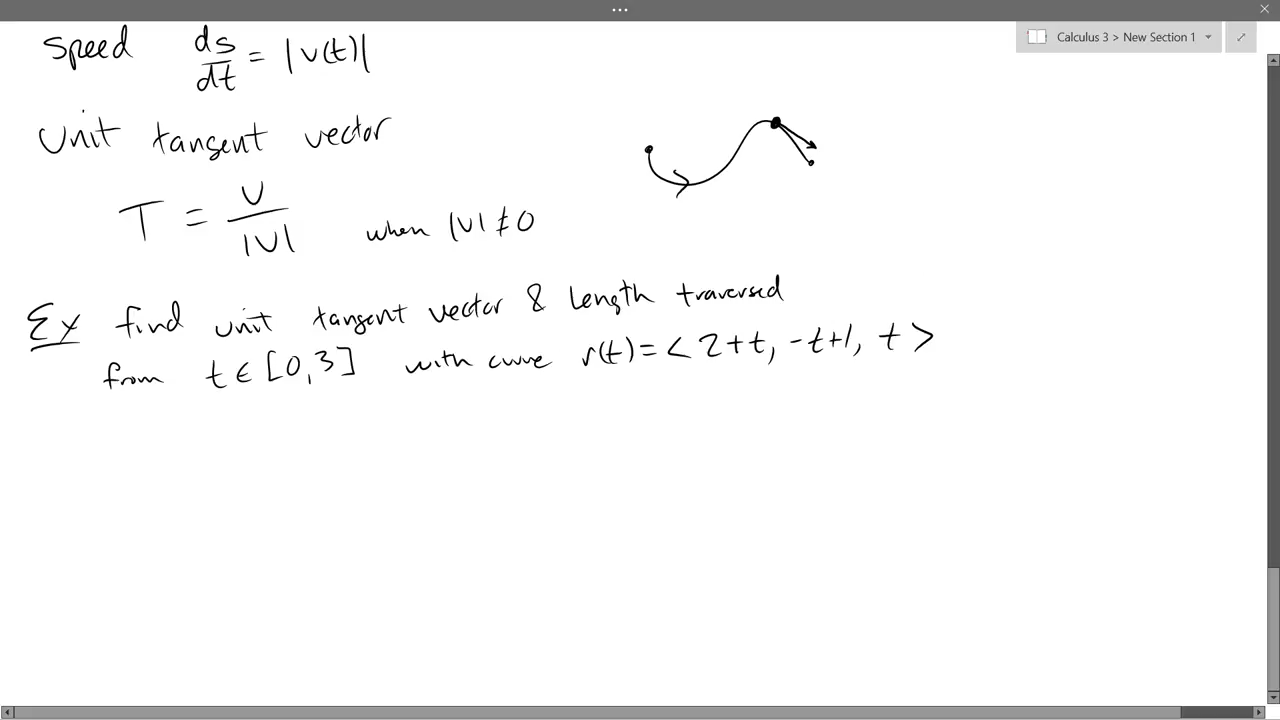 Calculus 3 > New Section 1
Speed ds/dt = |v(t)|
Unit tangent vector
T = v/|v| when |v| ≠ 0
Ex find unit tangent vector & length traversed
from t ∈ [0,3] with curve r(t) = < 2+t, -t+1, t >